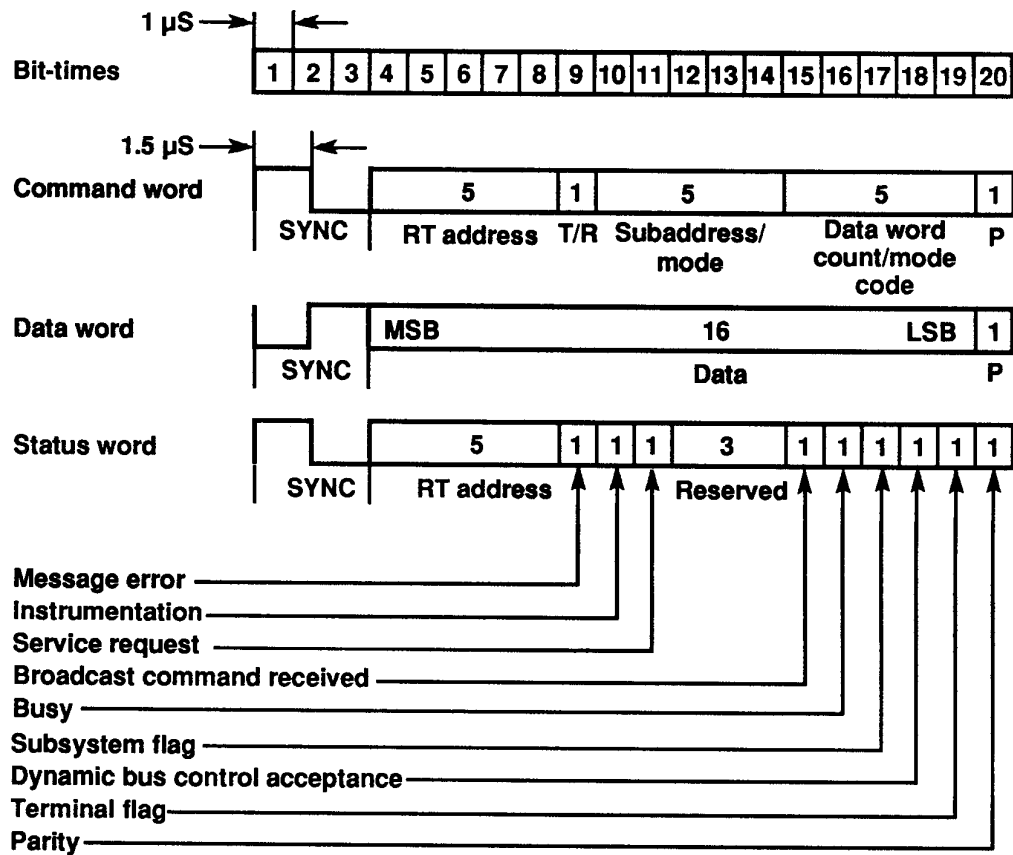 1 µS
Bit-times 1 2 3 4 5 6 7 8 9 10 11 12 13 14 15 16 17 18 19 20
1.5 µS
Command word 5 1 5 5 1
SYNC RT address T/R Subaddress/ Data word P
mode count/mode
code
Data word MSB 16 LSB 1
SYNC Data P
Status word 5 1 1 1 3 1 1 1 1 1 1
SYNC RT address Reserved
Message error
Instrumentation
Service request
Broadcast command received
Busy
Subsystem flag
Dynamic bus control acceptance
Terminal flag
Parity